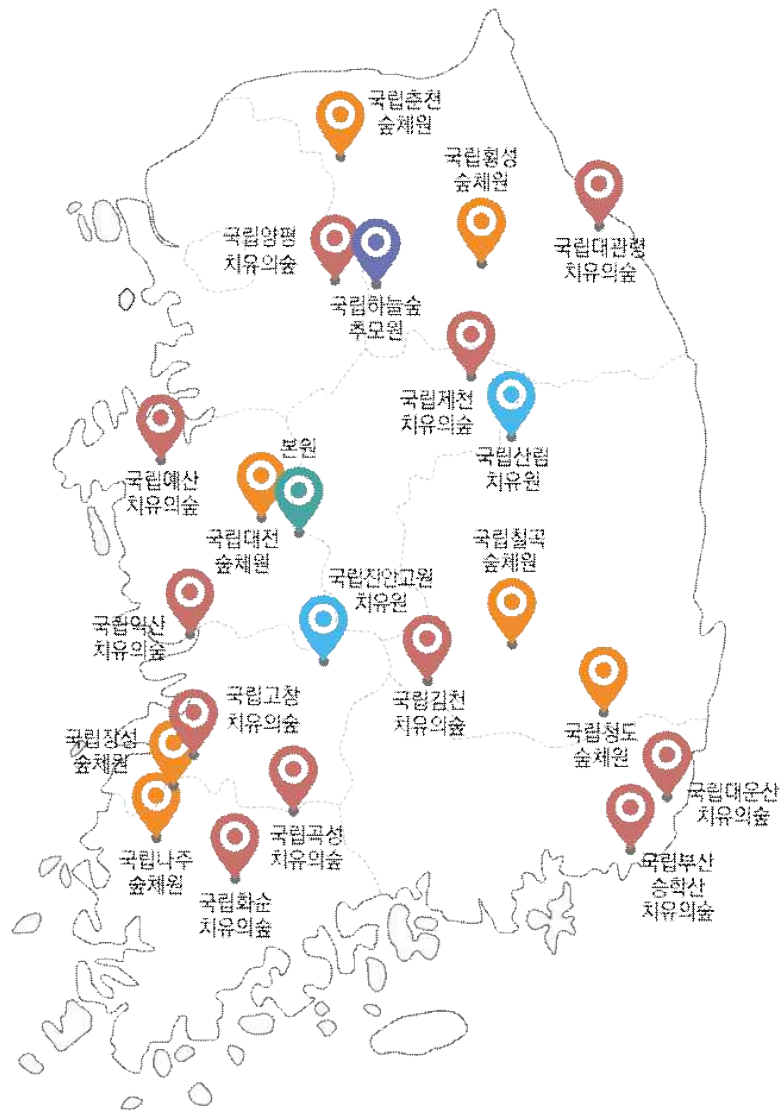 국립춘천
숲체원
국립횡성
숲체원
국립양평
치유의숲
국립대관령
치유의숲
국립하늘숲
추모원
국립제천
치유의숲
국립산림
치유원
본원
국립예산
치유의숲
국립대전
숲체원
국립칠곡
숲체원
국립진안고원
치유원
국립익산
치유의숲
국립김천
치유의숲
국립고창
치유의숲
국립장성
숲체원
국립청도
숲체원
국립대운산
치유의숲
국립곡성
치유의숲
국립나주
숲체원
국립부산
승학산
치유의숲
국립화순
치유의숲